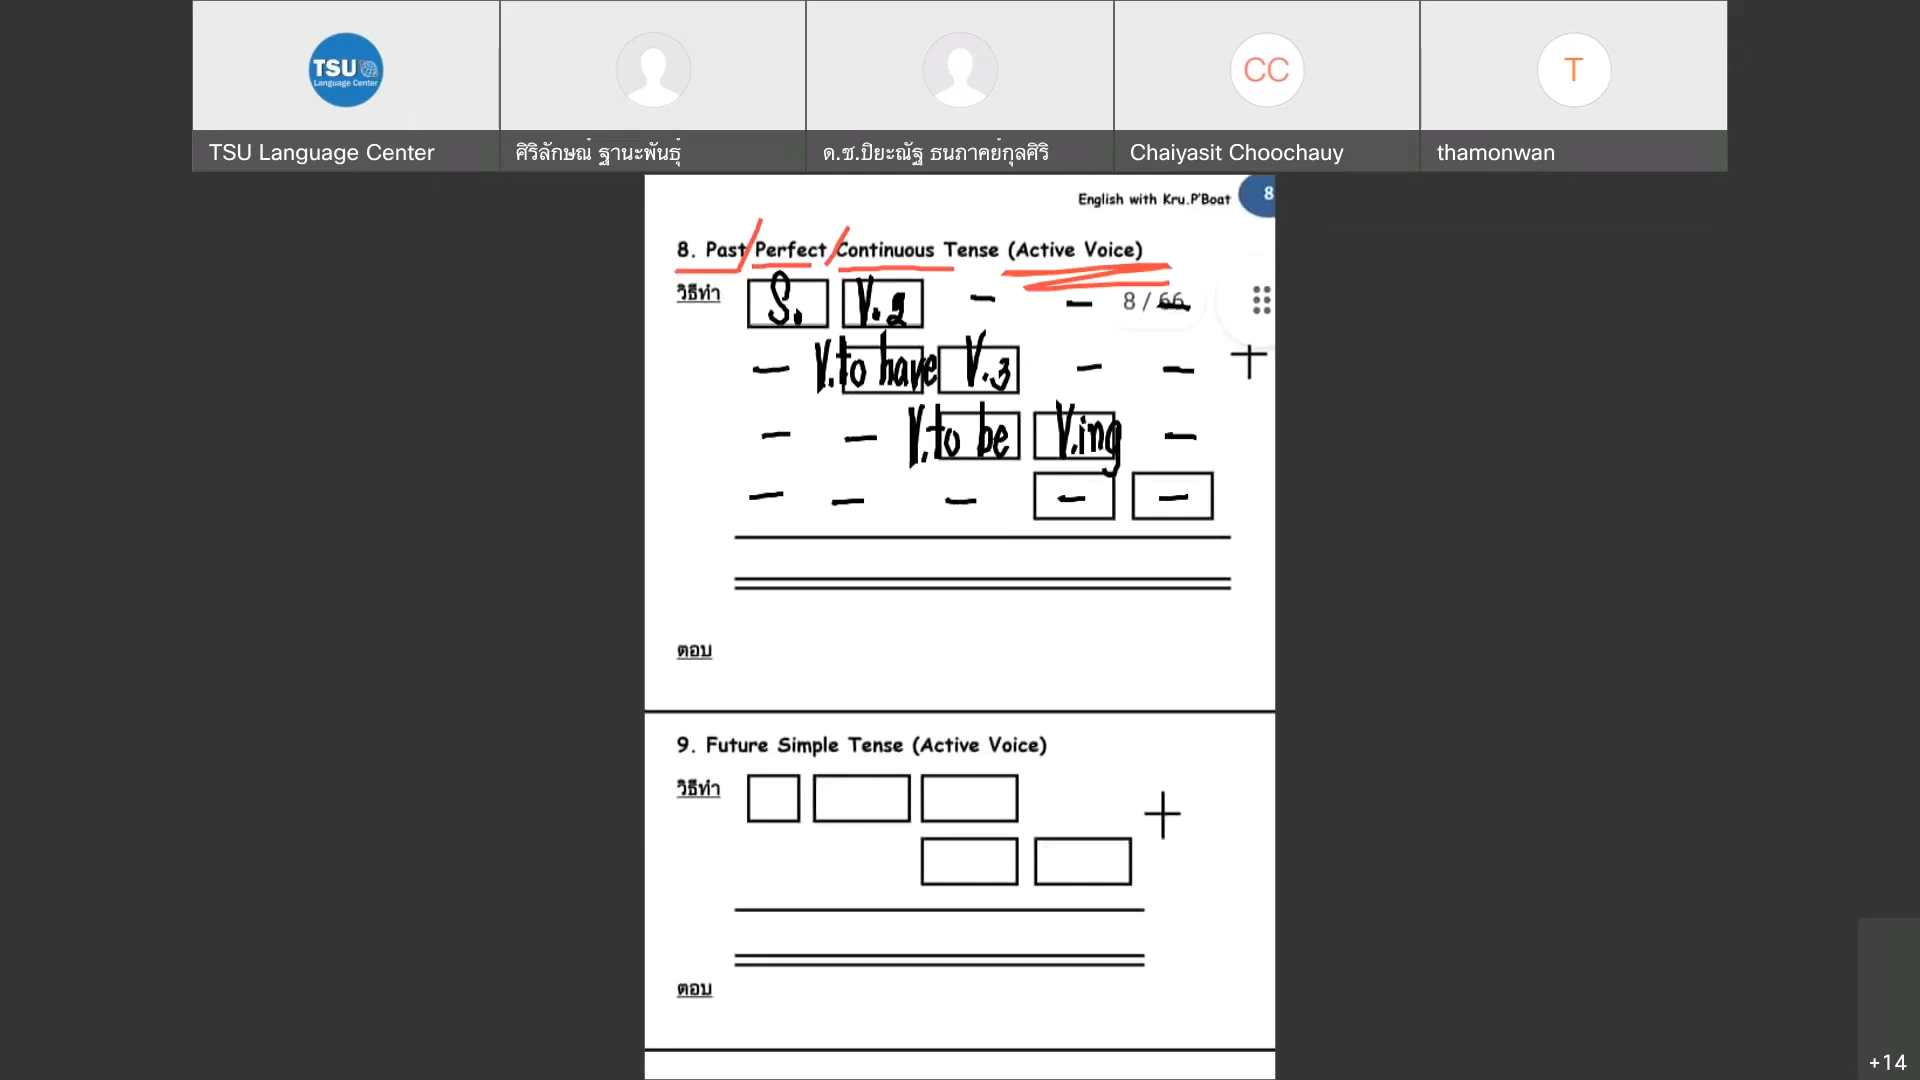 TSU
Language Center
CC
T
TSU Language Center
ศิริลักษณ์ ฐานะพันธุ์
ด.ช.ปิยะณัฐ ธนภาคย์กุลศิริ
Chaiyasit Choochauy
thamonwan
English with Kru.P'Boat 8
8. Past/Perfect/Continuous Tense (Active Voice)
วิธีทำ S. V.2 - - 8 / 66
- V.to have V.3 - - +
- - V.to be V.ing -
- - - - -
ตอบ
9. Future Simple Tense (Active Voice)
วิธีทำ
+
ตอบ
+14